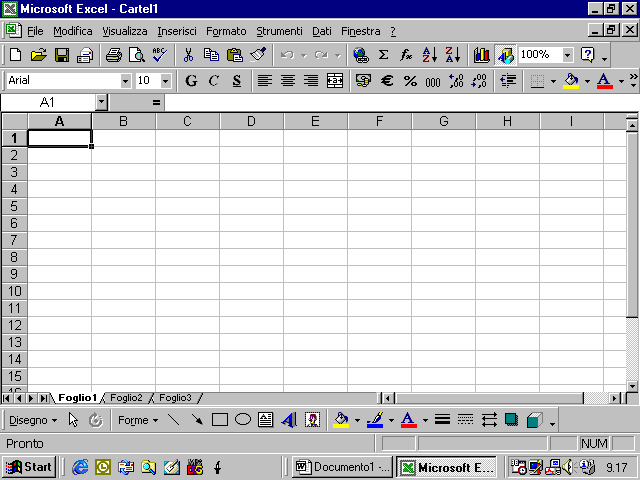 Microsoft Excel - Cartel1
File Modifica Visualizza Inserisci Formato Strumenti Dati Finestra ?
ABC Σ fx A Z Z A 100% ?
Arial 10 G C S € % 000 A
A1 =
A B C D E F G H I
1
2
3
4
5
6
7
8
9
10
11
12
13
14
15
16
Foglio1 Foglio2 Foglio3
Disegno Forme A A
Pronto NUM
Start Documento1 -... Microsoft E... 9.17